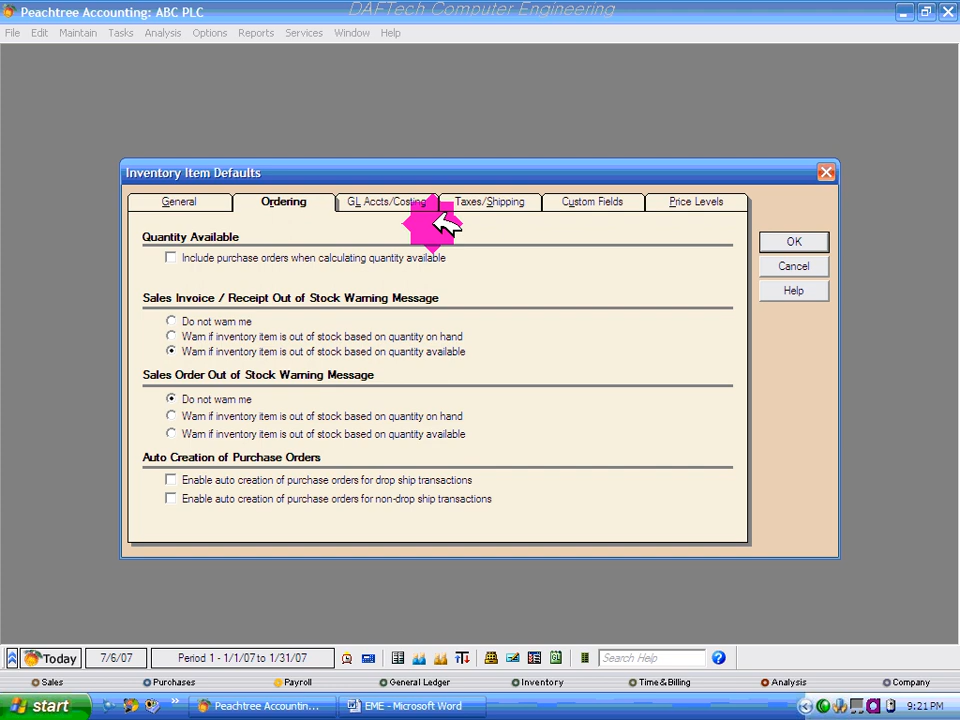 Peachtree Accounting: ABC PLC
DAFTech Computer Engineering
File Edit Maintain Tasks Analysis Options Reports Services Window Help
Inventory Item Defaults
General Ordering GL Accts/Costing Taxes/Shipping Custom Fields Price Levels
Quantity Available
OK
Include purchase orders when calculating quantity available
Cancel
Help
Sales Invoice / Receipt Out of Stock Warning Message
Do not warn me
Warn if inventory item is out of stock based on quantity on hand
Warn if inventory item is out of stock based on quantity available
Sales Order Out of Stock Warning Message
Do not warn me
Warn if inventory item is out of stock based on quantity on hand
Warn if inventory item is out of stock based on quantity available
Auto Creation of Purchase Orders
Enable auto creation of purchase orders for drop ship transactions
Enable auto creation of purchase orders for non-drop ship transactions
Today 7/6/07 Period 1 - 1/1/07 to 1/31/07 Search Help
Sales Purchases Payroll General Ledger Inventory Time & Billing Analysis Company
start Peachtree Accountin... EME - Microsoft Word 9:21 PM